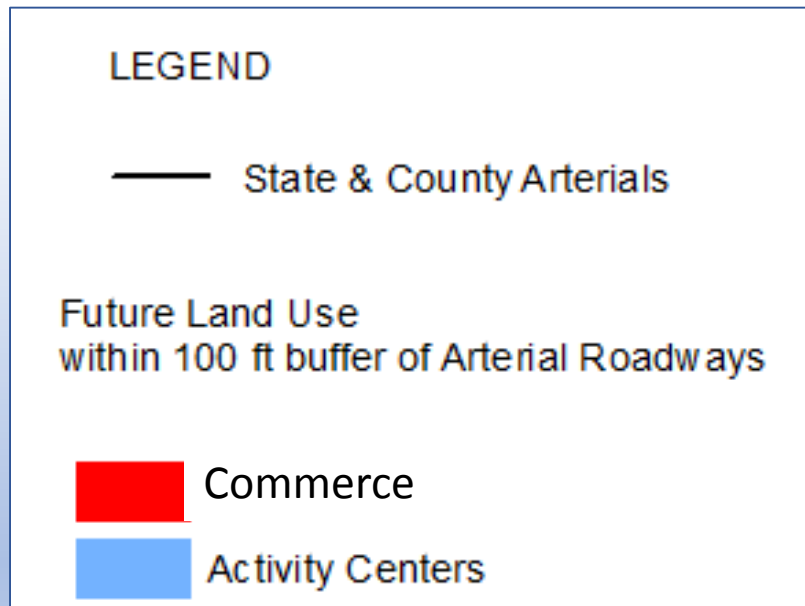 LEGEND
State & County Arterials
Future Land Use
within 100 ft buffer of Arterial Roadways
Commerce
Activity Centers